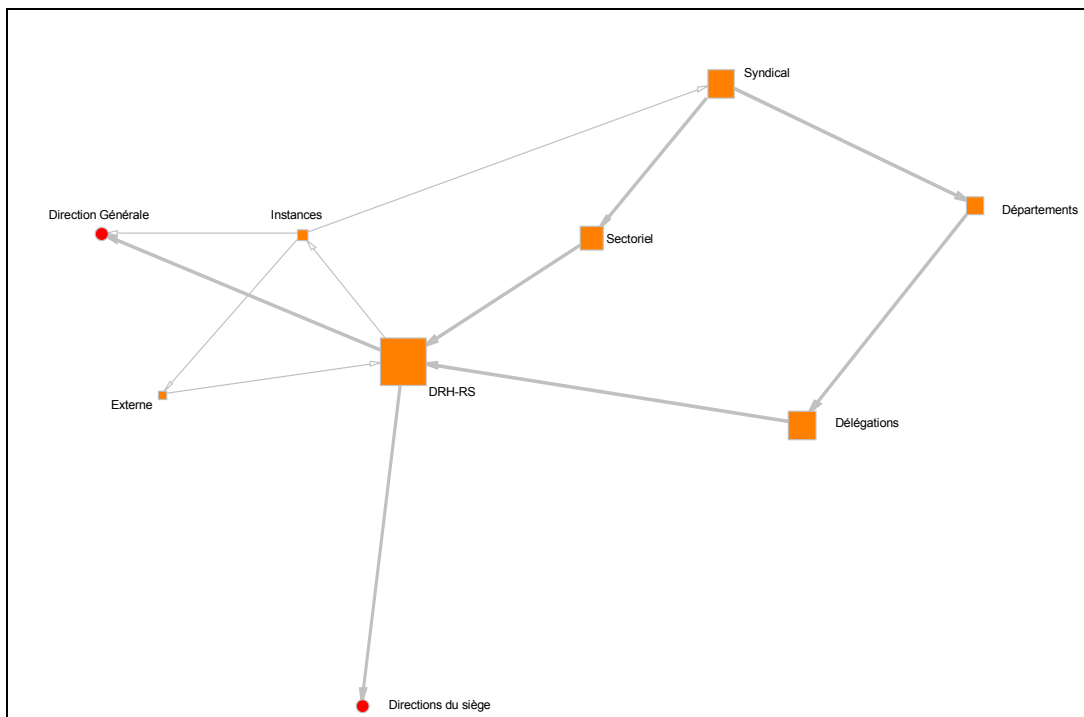 Syndical
Direction Générale
Instances
Départements
Sectoriel
Externe
DRH-RS
Délégations
Directions du siège